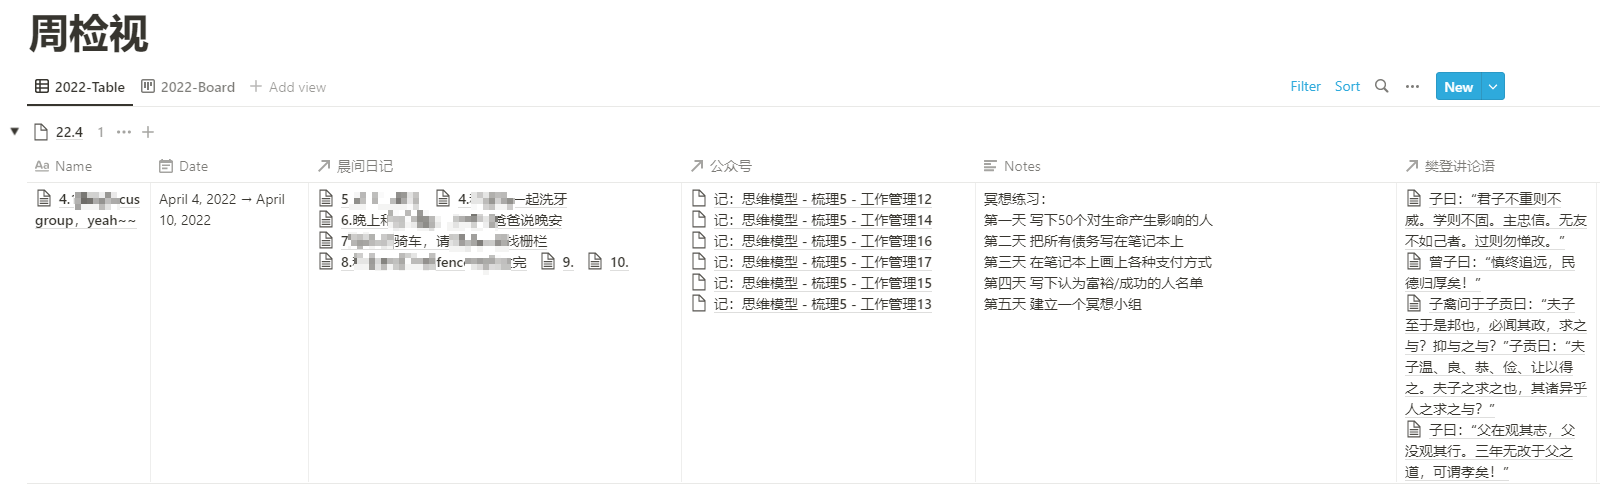 周检视
2022-Table 2022-Board Add view Filter Sort New
22.4 1
Aa Name Date 晨间日记 公众号 Notes 樊登讲论语
4. cus
group，yeah~~
April 4, 2022 → April
10, 2022
5 4. 一起洗牙
6.晚上和 爸爸说晚安
7 骑车，请 栅栏
8. fenc 完 9. 10.
记：思维模型 - 梳理5 - 工作管理12
记：思维模型 - 梳理5 - 工作管理14
记：思维模型 - 梳理5 - 工作管理16
记：思维模型 - 梳理5 - 工作管理17
记：思维模型 - 梳理5 - 工作管理15
记：思维模型 - 梳理5 - 工作管理13
冥想练习：
第一天 写下50个对生命产生影响的人
第二天 把所有债务写在笔记本上
第三天 在笔记本上画上各种支付方式
第四天 写下认为富裕/成功的人名单
第五天 建立一个冥想小组
子曰：“君子不重则不
威。学则不固。主忠信。无友
不如己者。过则勿惮改。”
曾子曰：“慎终追远，民
德归厚矣！”
子禽问于子贡曰：“夫子
至于是邦也，必闻其政，求之
与？抑与之与？”子贡曰：“夫
子温、良、恭、俭、让以得
之。夫子之求之也，其诸异乎
人之求之与？”
子曰：“父在观其志，父
没观其行。三年无改于父之
道，可谓孝矣！”